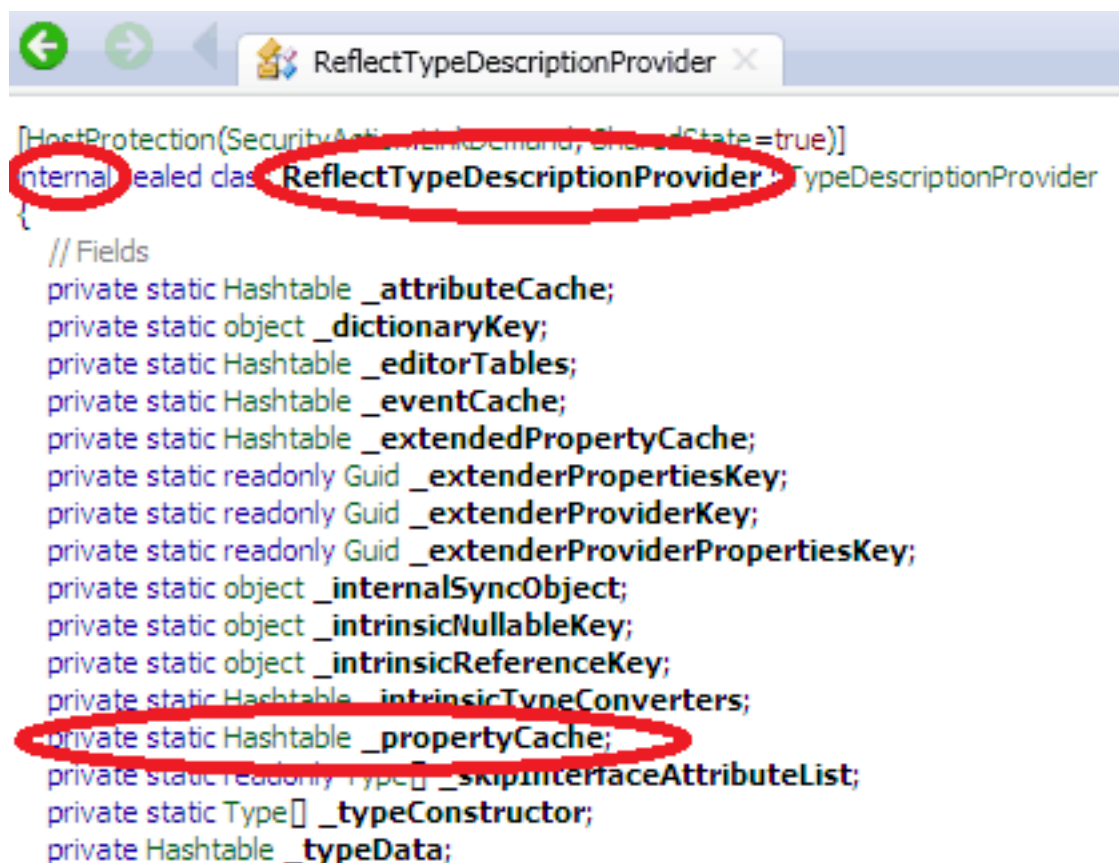 ReflectTypeDescriptionProvider
[HostProtection(SecurityAction.LinkDemand, SharedState=true)]
internal sealed class ReflectTypeDescriptionProvider : TypeDescriptionProvider
{
// Fields
private static Hashtable _attributeCache;
private static object _dictionaryKey;
private static Hashtable _editorTables;
private static Hashtable _eventCache;
private static Hashtable _extendedPropertyCache;
private static readonly Guid _extenderPropertiesKey;
private static readonly Guid _extenderProviderKey;
private static readonly Guid _extenderProviderPropertiesKey;
private static object _internalSyncObject;
private static object _intrinsicNullableKey;
private static object _intrinsicReferenceKey;
private static Hashtable _intrinsicTypeConverters;
private static Hashtable _propertyCache;
private static readonly Type[] _skipInterfaceAttributeList;
private static Type[] _typeConstructor;
private Hashtable _typeData;